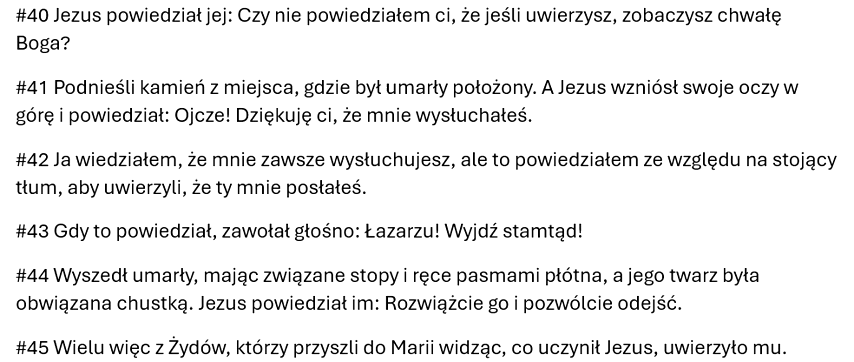 #40 Jezus powiedział jej: Czy nie powiedziałem ci, że jeśli uwierzysz, zobaczysz chwałę
Boga?
#41 Podnieśli kamień z miejsca, gdzie był umarły położony. A Jezus wzniósł swoje oczy w
górę i powiedział: Ojcze! Dziękuję ci, że mnie wysłuchałeś.
#42 Ja wiedziałem, że mnie zawsze wysłuchujesz, ale to powiedziałem ze względu na stojący
tłum, aby uwierzyli, że ty mnie posłałeś.
#43 Gdy to powiedział, zawołał głośno: Łazarzu! Wyjdź stamtąd!
#44 Wyszedł umarły, mając związane stopy i ręce pasmami płótna, a jego twarz była
obwiązana chustką. Jezus powiedział im: Rozwiążcie go i pozwólcie odejść.
#45 Wielu więc z Żydów, którzy przyszli do Marii widząc, co uczynił Jezus, uwierzyło mu.